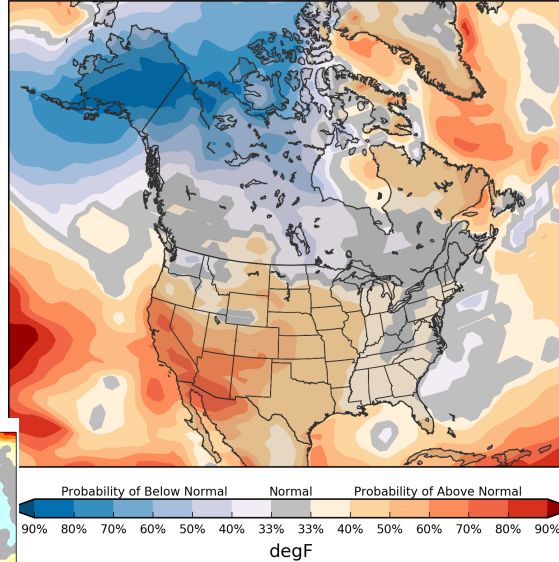 Probability of Below Normal Normal Probability of Above Normal
90% 80% 70% 60% 50% 40% 33% 33% 40% 50% 60% 70% 80% 90%
degF